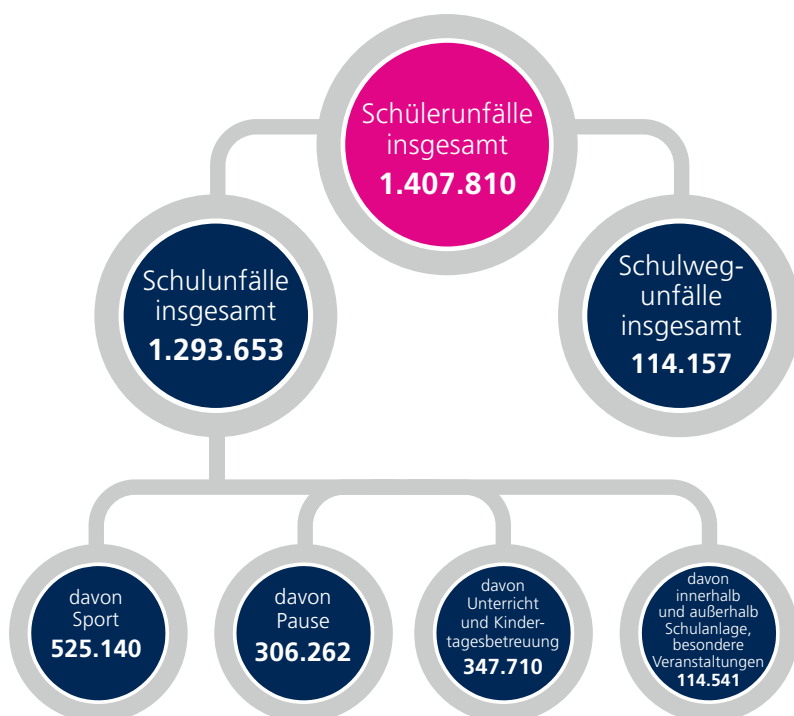 Schülerunfälle
insgesamt
1.407.810
Schulunfälle
insgesamt
1.293.653
Schulweg-
unfälle
insgesamt
114.157
davon
Sport
525.140
davon
Pause
306.262
davon
Unterricht
und Kinder-
tagesbetreuung
347.710
davon
innerhalb
und außerhalb
Schulanlage,
besondere
Veranstaltungen
114.541